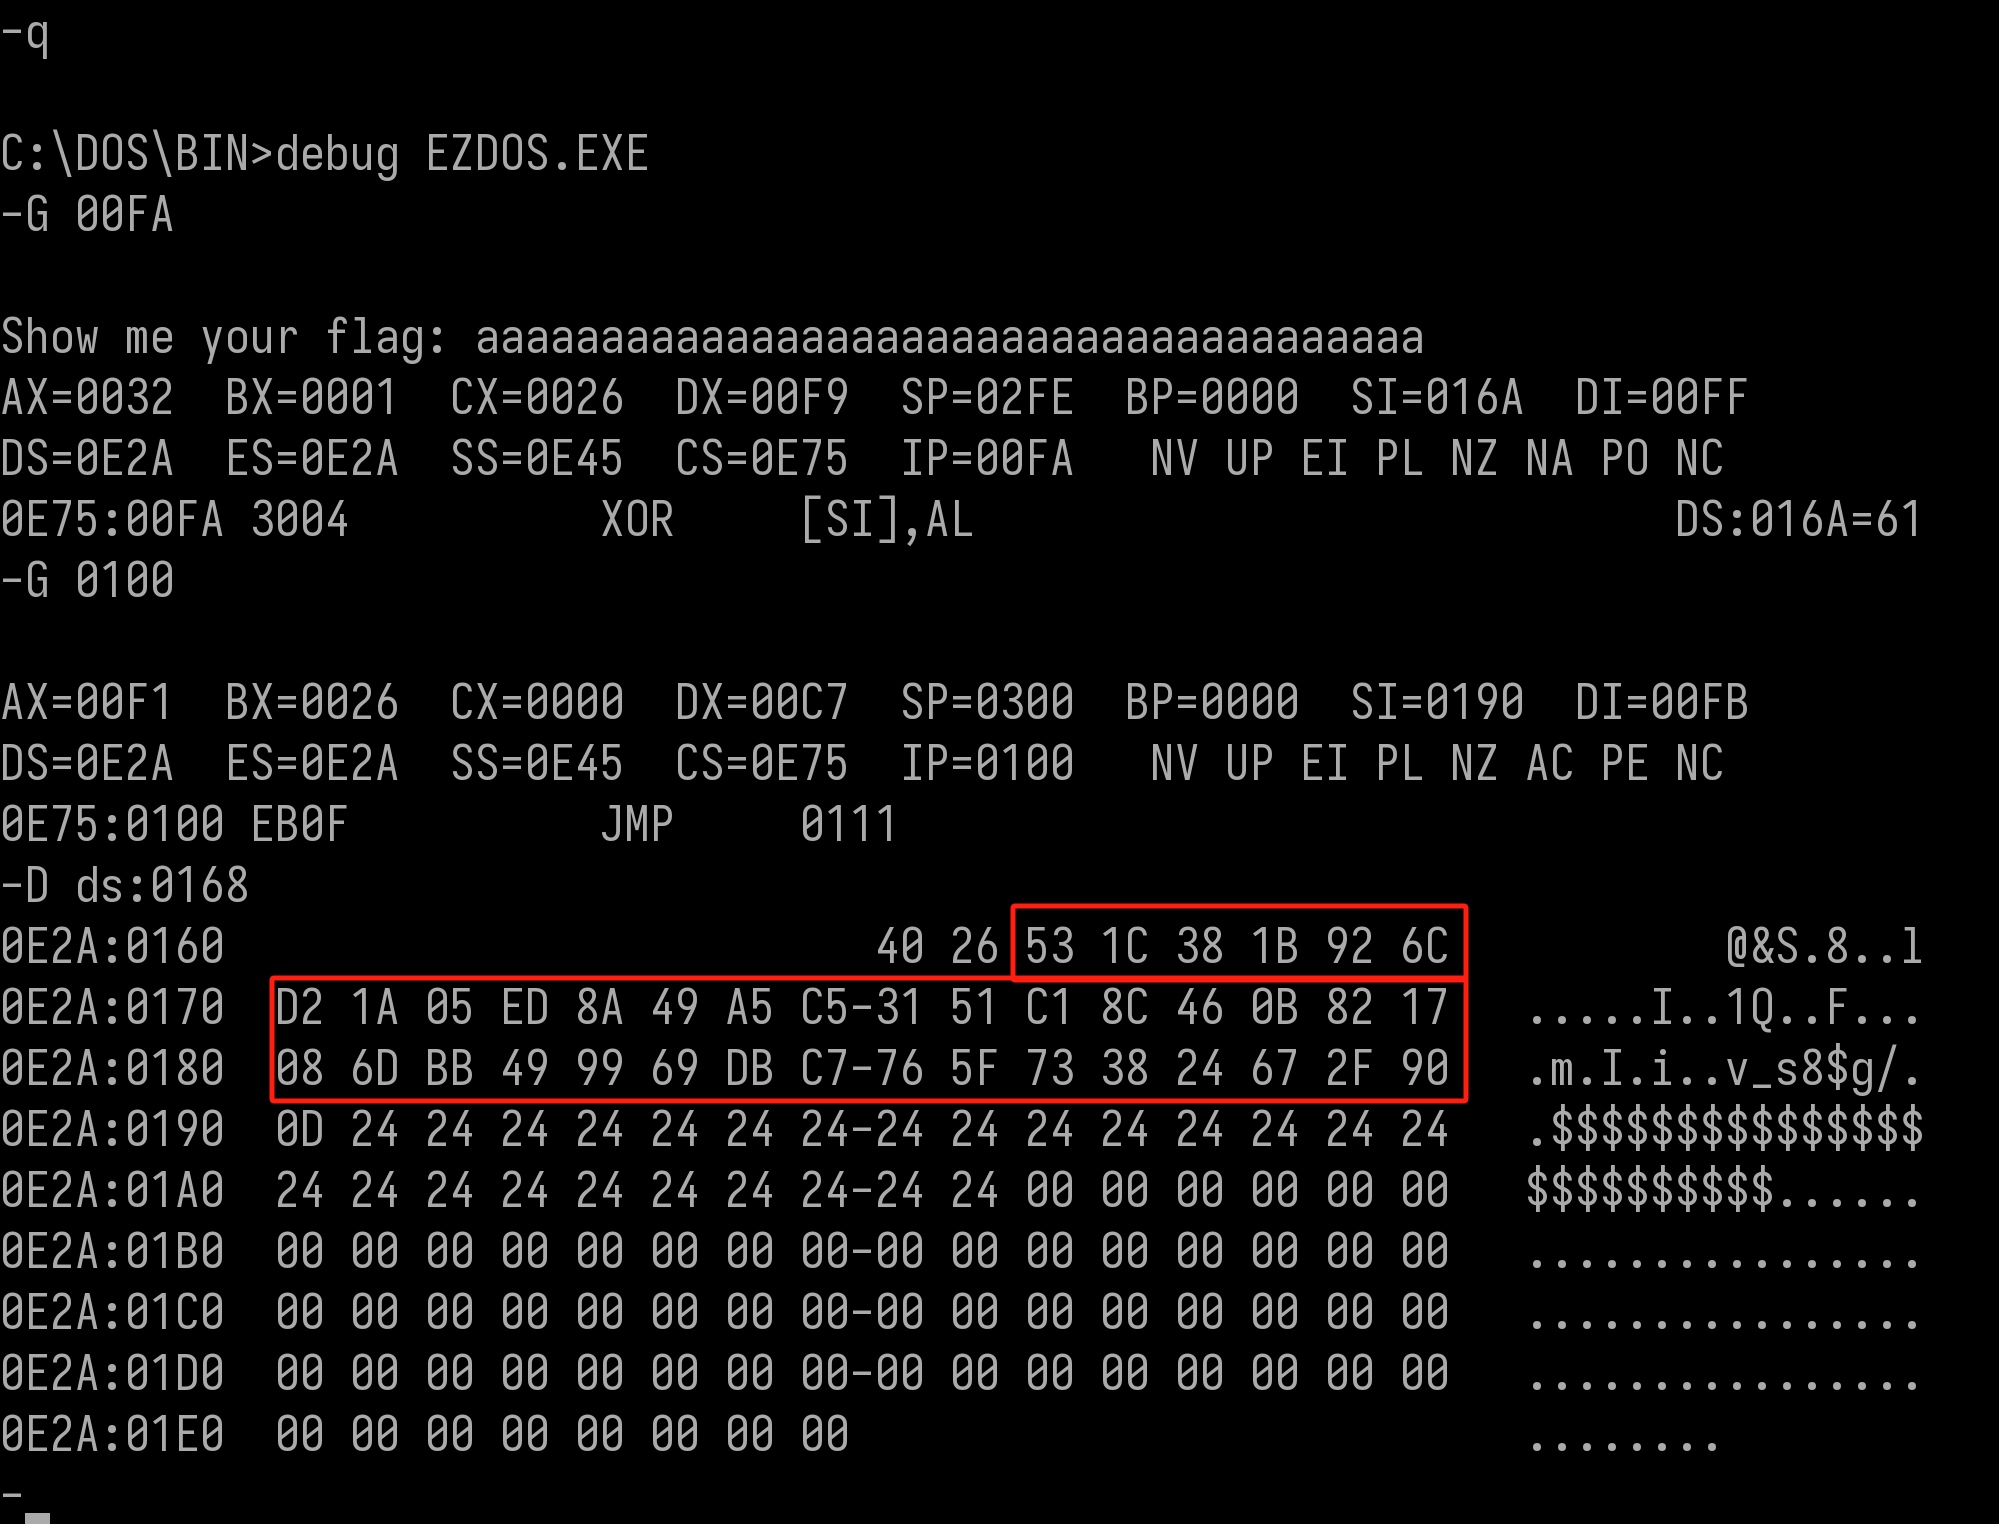 -q
C:\DOS\BIN>debug EZDOS.EXE
-G 00FA
Show me your flag: aaaaaaaaaaaaaaaaaaaaaaaaaaaaaaaaaaaaaa
AX=0032  BX=0001  CX=0026  DX=00F9  SP=02FE  BP=0000  SI=016A  DI=00FF
DS=0E2A  ES=0E2A  SS=0E45  CS=0E75  IP=00FA   NV UP EI PL NZ NA PO NC
0E75:00FA 3004          XOR     [SI],AL                            DS:016A=61
-G 0100
AX=00F1  BX=0026  CX=0000  DX=00C7  SP=0300  BP=0000  SI=0190  DI=00FB
DS=0E2A  ES=0E2A  SS=0E45  CS=0E75  IP=0100   NV UP EI PL NZ AC PE NC
0E75:0100 EB0F          JMP     0111
-D ds:0168
0E2A:0160                          40 26 53 1C 38 1B 92 6C           @&S.8..l
0E2A:0170  D2 1A 05 ED 8A 49 A5 C5-31 51 C1 8C 46 0B 82 17   .....I..1Q..F...
0E2A:0180  08 6D BB 49 99 69 DB C7-76 5F 73 38 24 67 2F 90   .m.I.i..v_s8$g/.
0E2A:0190  0D 24 24 24 24 24 24 24-24 24 24 24 24 24 24 24   .$$$$$$$$$$$$$$$
0E2A:01A0  24 24 24 24 24 24 24 24-24 24 00 00 00 00 00 00   $$$$$$$$$$......
0E2A:01B0  00 00 00 00 00 00 00 00-00 00 00 00 00 00 00 00   ................
0E2A:01C0  00 00 00 00 00 00 00 00-00 00 00 00 00 00 00 00   ................
0E2A:01D0  00 00 00 00 00 00 00 00-00 00 00 00 00 00 00 00   ................
0E2A:01E0  00 00 00 00 00 00 00 00                           ........
-